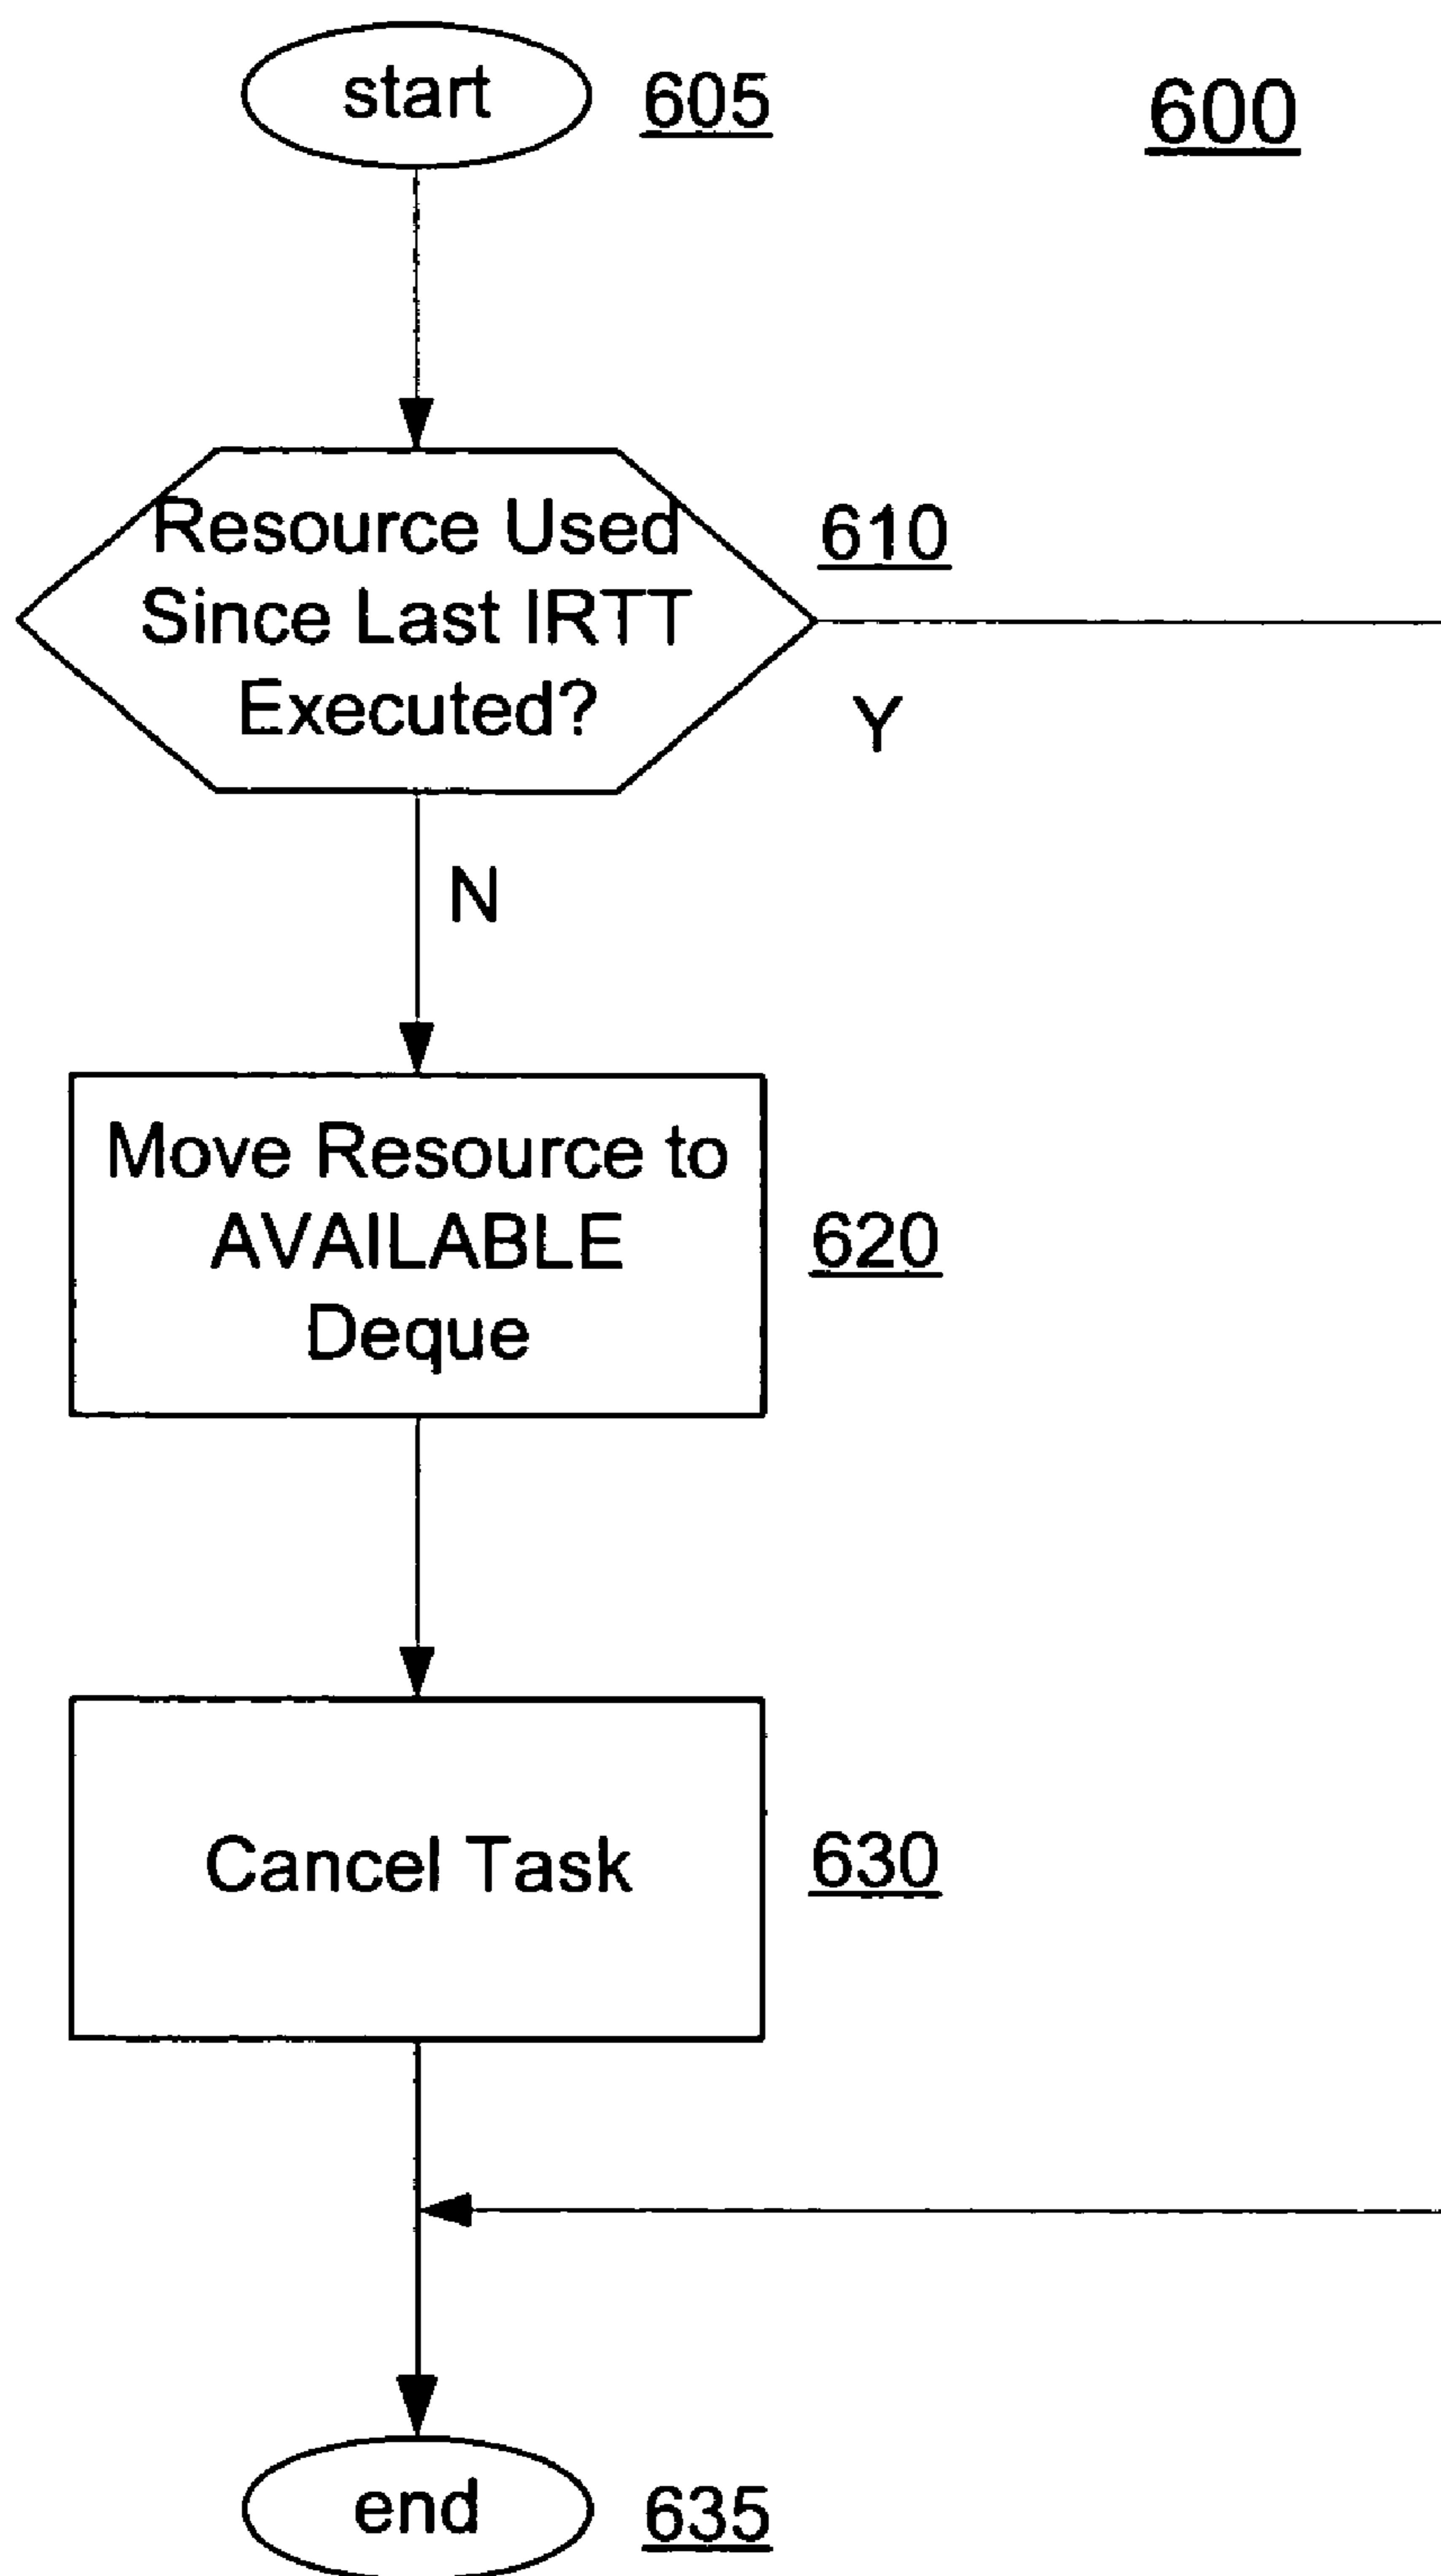 start
605
600
Resource Used
Since Last IRTT
Executed?
610
Y
N
Move Resource to
AVAILABLE
Deque
620
Cancel Task
630
end
635